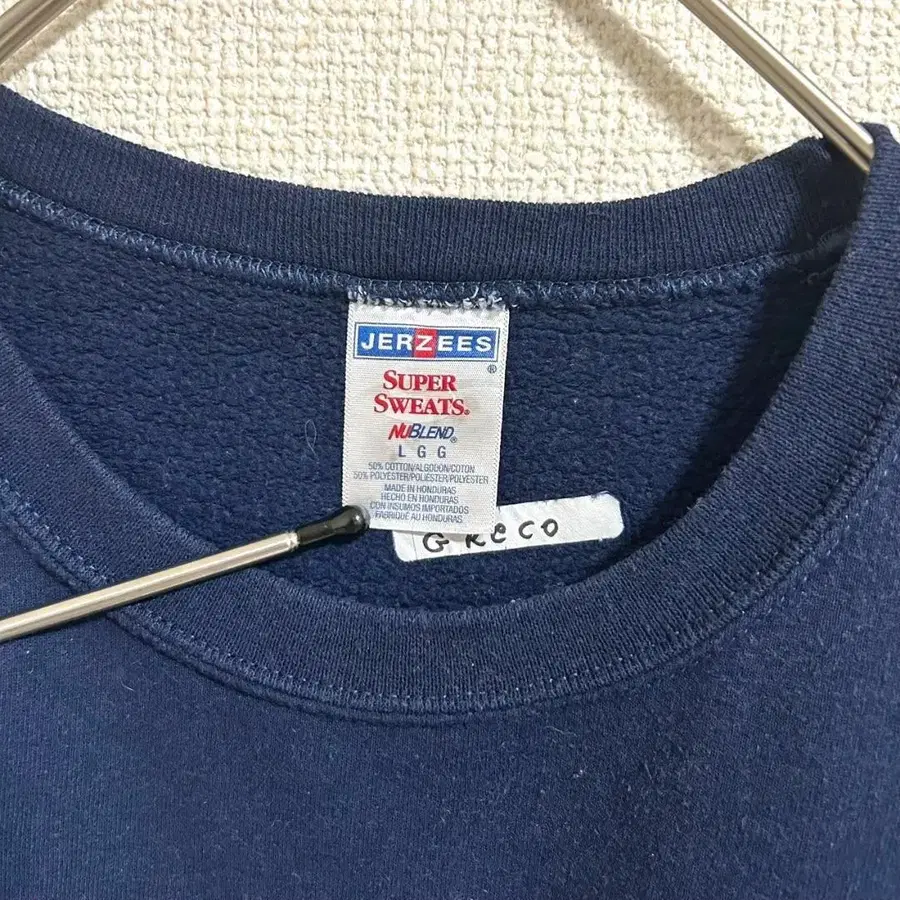 JERZEES
®
SUPER
SWEATS®
NUBLEND®
L G G
50% COTTON/ALGODON/COTON
50% POLYESTER/POLIESTER/POLYESTER
MADE IN HONDURAS
HECHO EN HONDURAS
CON INSUMOS IMPORTADOS
FABRIQUÉ AU HONDURAS
GReCO